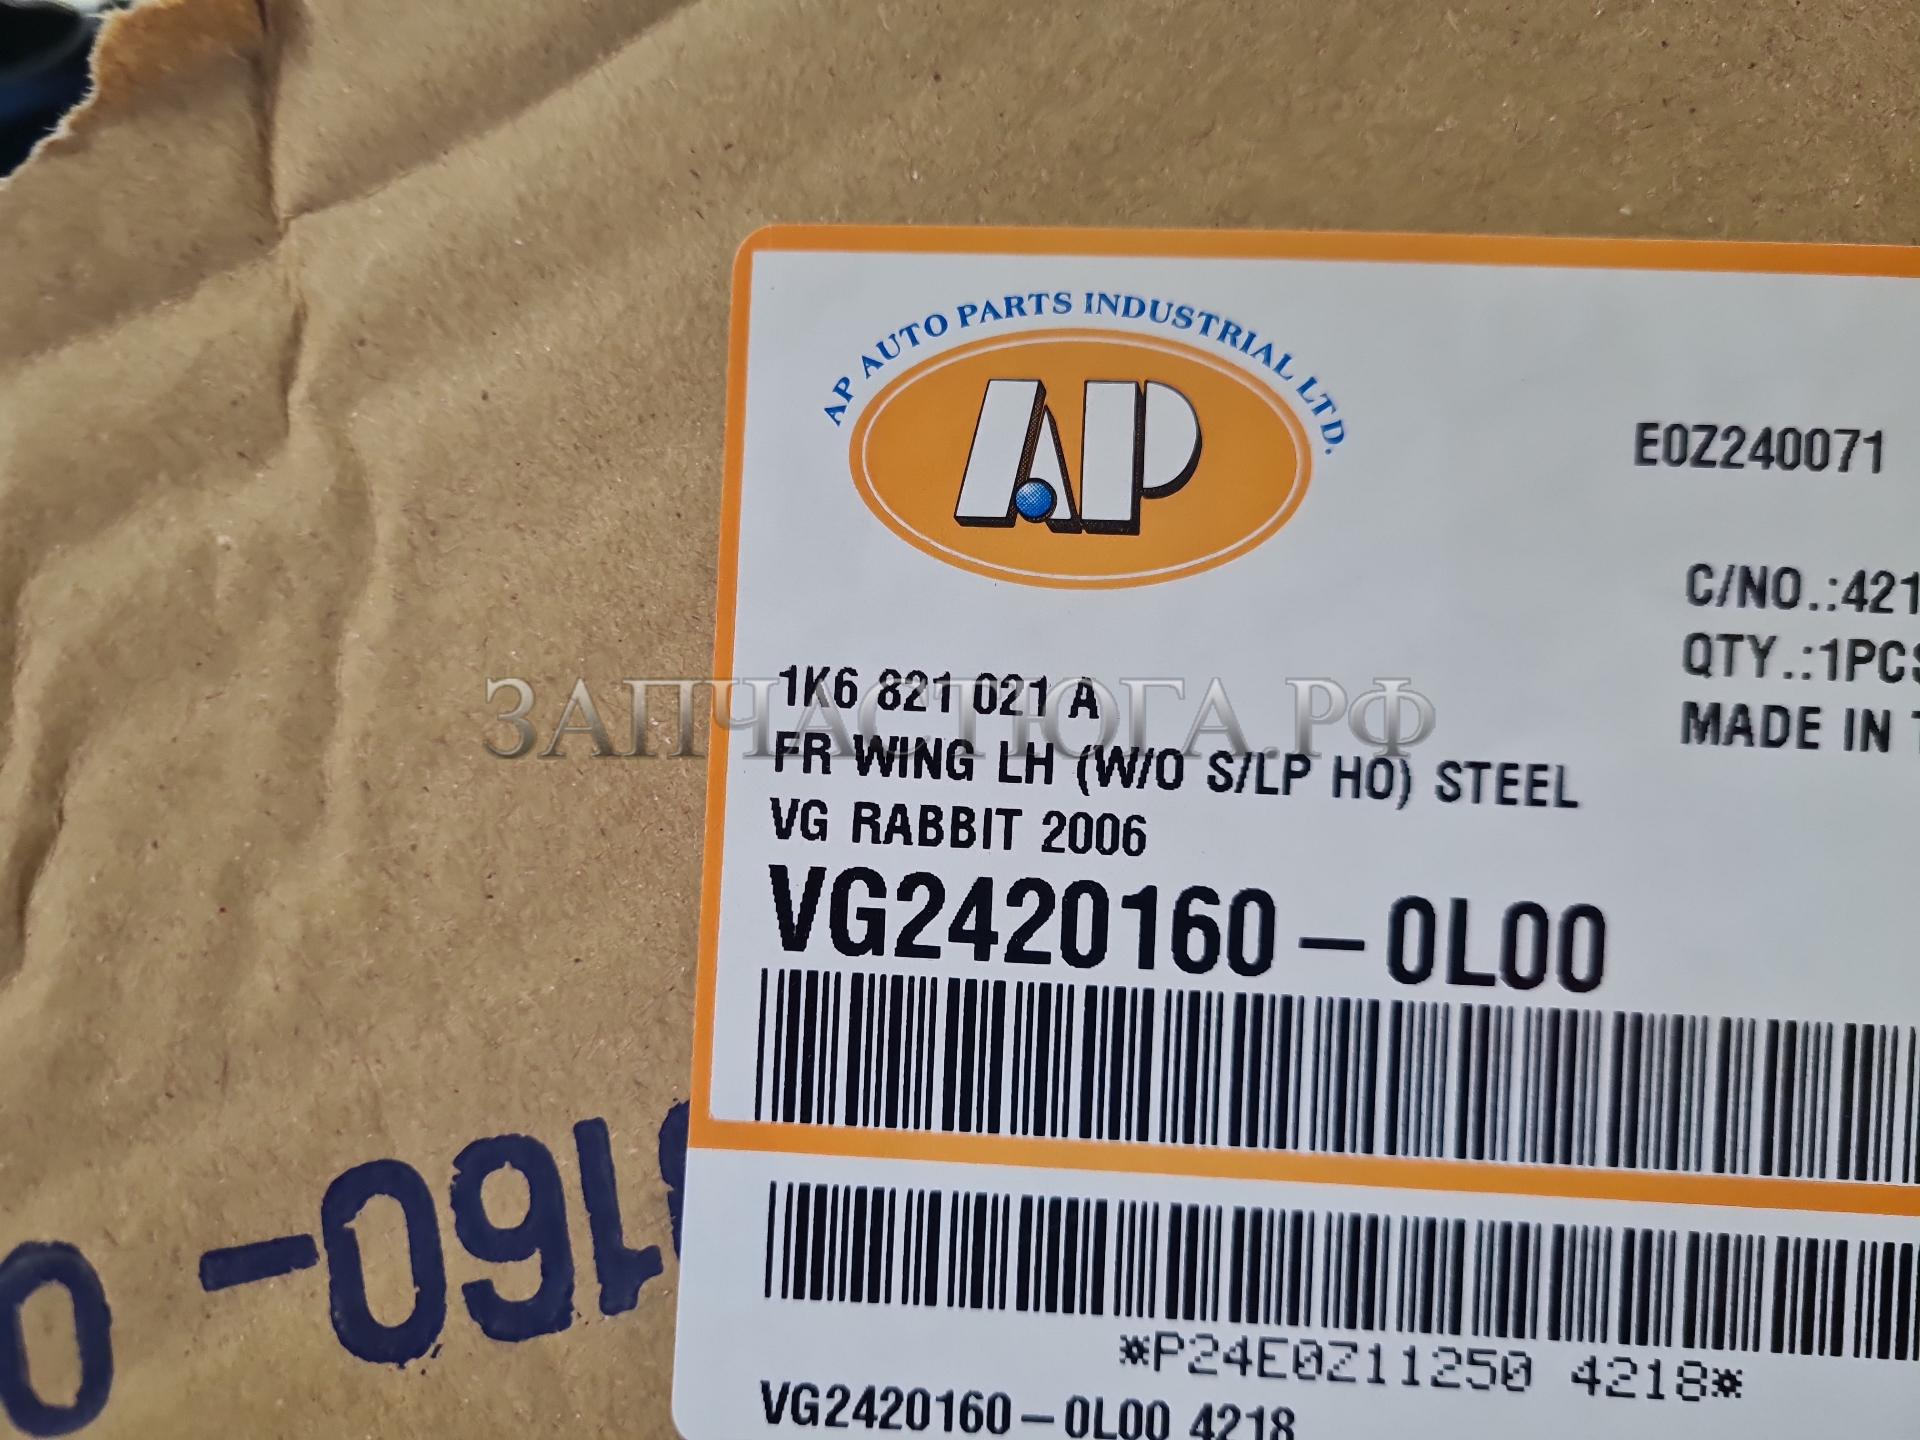 AP AUTO PARTS INDUSTRIAL LTD.
AP
E0Z240071
C/NO.:421
QTY.:1PCS
MADE IN T
1K6 821 021 A
ЗАПЧАСТЮГА.РФ
FR WING LH (W/O S/LP HO) STEEL
VG RABBIT 2006
VG2420160-0L00
160-0
*P24E0Z11250 4218*
VG2420160-0L00 4218